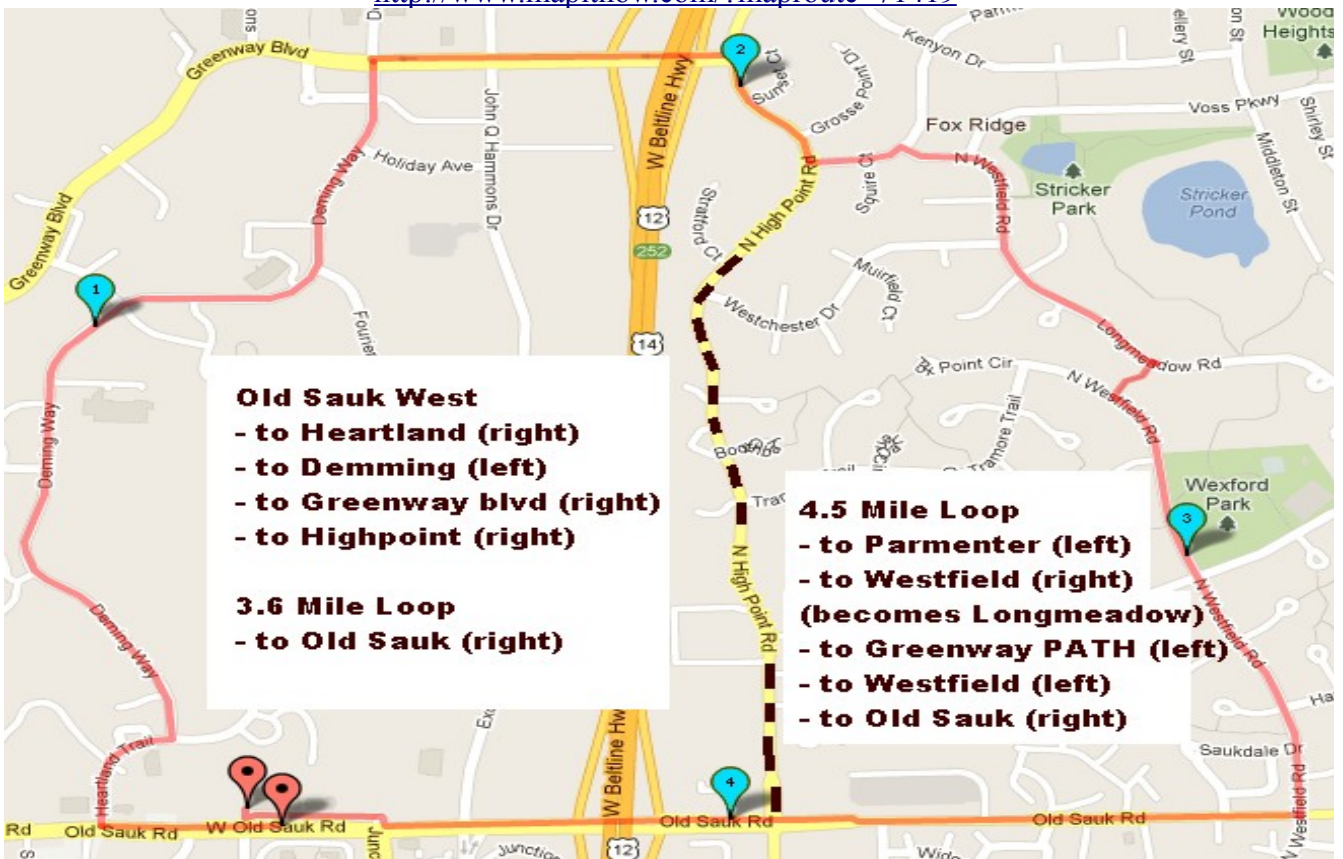 Greenway Blvd
Greenway Blvd
Deming Way
Holiday Ave
John Q Hammons Dr
W Beltline Hwy
12
252
14
2
Sunset Ct
Grosse Point Dr
Kenyon Dr
Fox Ridge
Voss Pkwy
Wood
Heights
Shirley St
Middleton St
N Westfield Rd
Stricker
Park
Stricker
Pond
Squire Ct
N High Point Rd
Stratford Ct
Muirfield Ct
Westchester Dr
1
Deming Way
Longmeadow Rd
N Westfield Rd
Tramore Trail
Wexford
Park
3
N Westfield Rd
Old Sauk West
- to Heartland (right)
- to Demming (left)
- to Greenway blvd (right)
- to Highpoint (right)
3.6 Mile Loop
- to Old Sauk (right)
4.5 Mile Loop
- to Parmenter (left)
- to Westfield (right)
(becomes Longmeadow)
- to Greenway PATH (left)
- to Westfield (left)
- to Old Sauk (right)
N High Point Rd
Deming Way
Heartland Trail
Saukdale Dr
N Westfield Rd
W Beltline Hw
4
Rd
Old Sauk Rd
W Old Sauk Rd
Old Sauk Rd
Old Sauk Rd
Junc
Junction
12